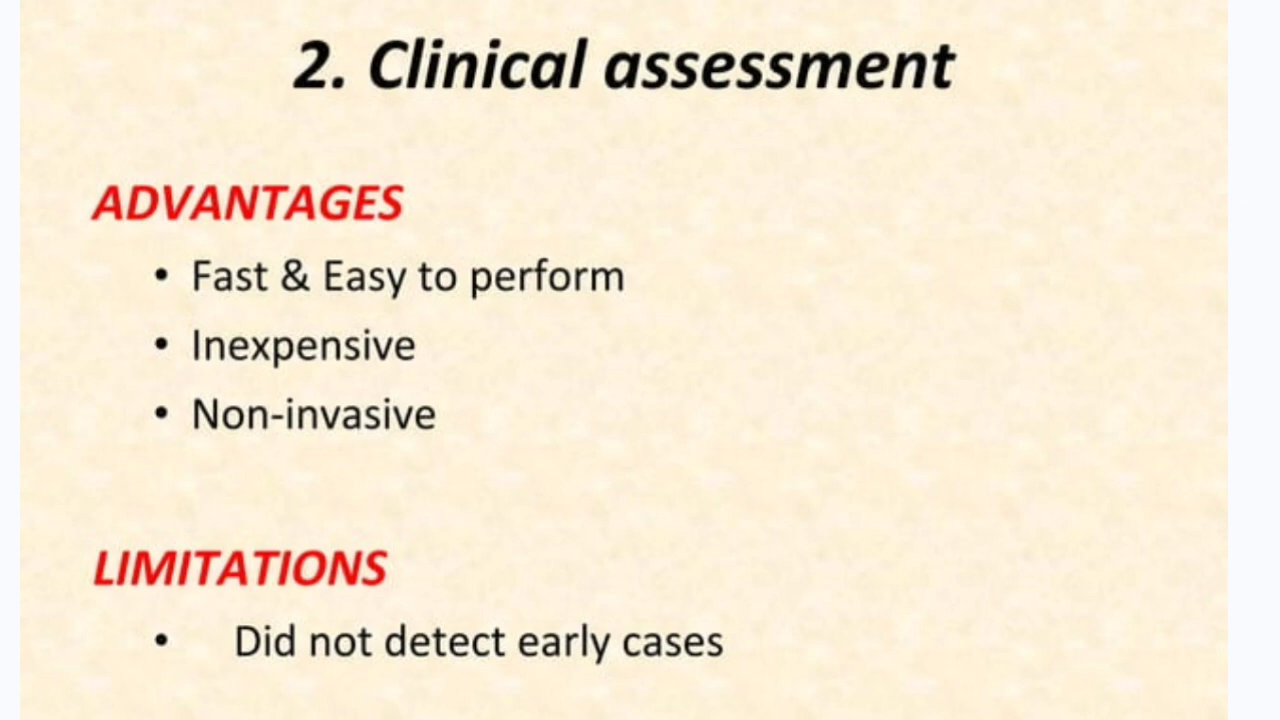 2. Clinical assessment
ADVANTAGES
• Fast & Easy to perform
• Inexpensive
• Non-invasive
LIMITATIONS
• Did not detect early cases